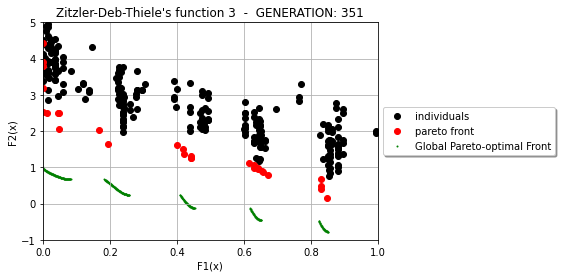 Zitzler-Deb-Thiele's function 3 - GENERATION: 351
5
4
3
2
1
0
-1
F2(x)
0.0 0.2 0.4 0.6 0.8 1.0
F1(x)
individuals
pareto front
Global Pareto-optimal Front